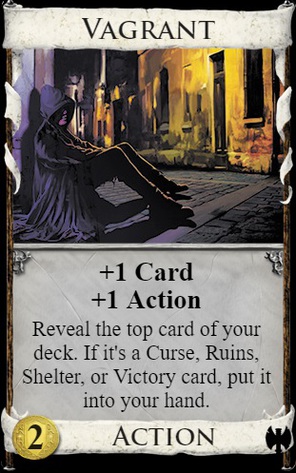 VAGRANT
+1 Card
+1 Action
Reveal the top card of your
deck. If it's a Curse, Ruins,
Shelter, or Victory card, put it
into your hand.
2
ACTION